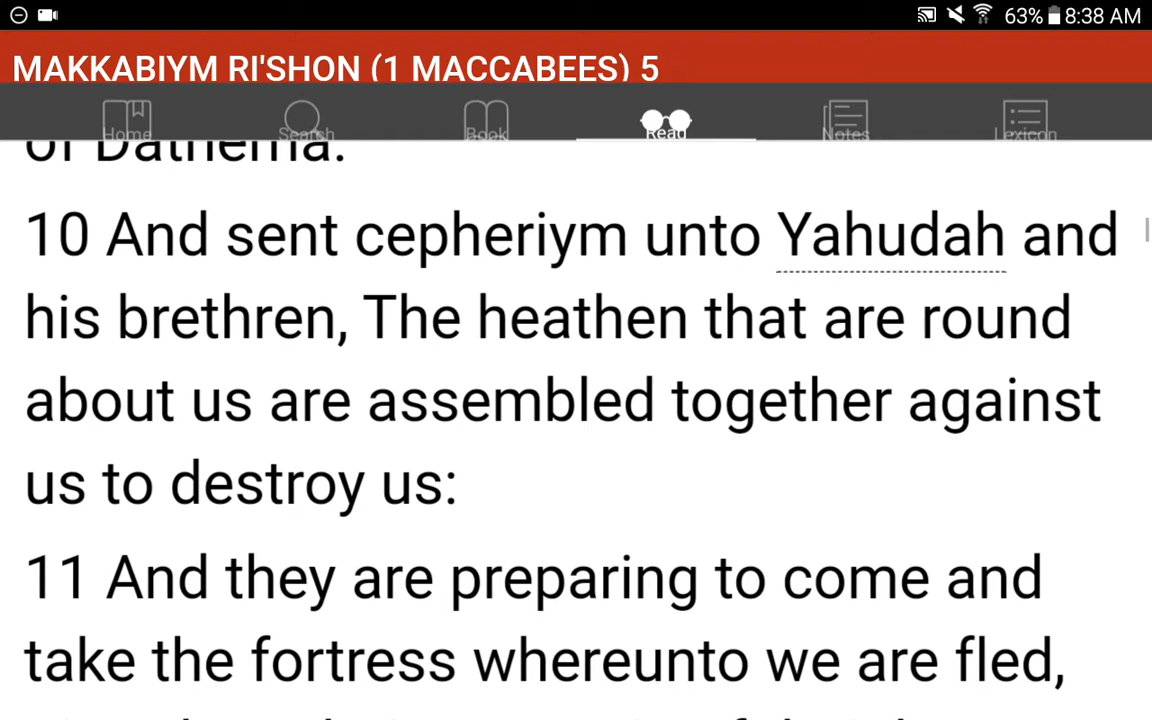 63% 8:38 AM
MAKKABIYM RI'SHON (1 MACCABEES) 5
Home Search Book Read Notes Lexicon
of Dathema.
10 And sent cepheriym unto Yahudah and
his brethren, The heathen that are round
about us are assembled together against
us to destroy us:
11 And they are preparing to come and
take the fortress whereunto we are fled,